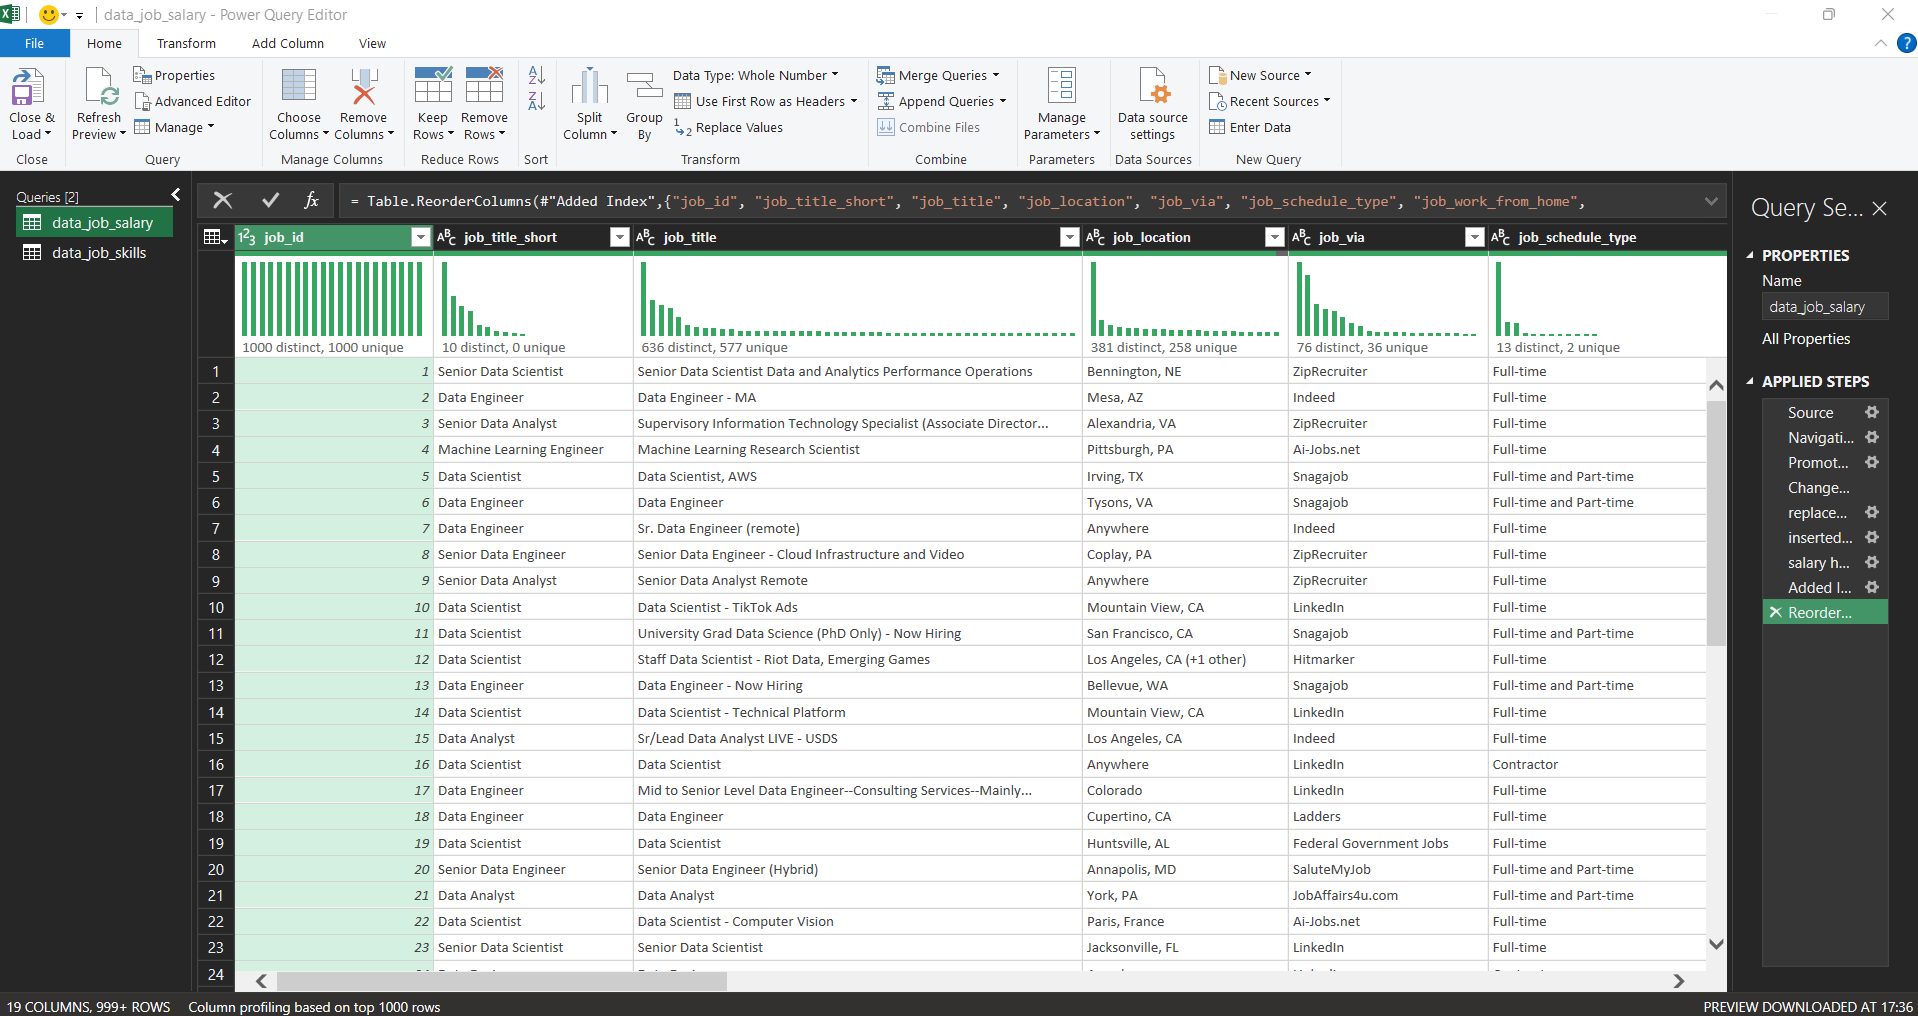 data_job_salary - Power Query Editor
File Home Transform Add Column View
Close & Load
Refresh Preview
Properties
Advanced Editor
Manage
Choose Columns
Remove Columns
Keep Rows
Remove Rows
Split Column
Group By
Data Type: Whole Number
Use First Row as Headers
Replace Values
Merge Queries
Append Queries
Combine Files
Manage Parameters
Data source settings
New Source
Recent Sources
Enter Data
Close Query Manage Columns Reduce Rows Sort Transform Combine Parameters Data Sources New Query
Queries [2]
data_job_salary
data_job_skills
fx = Table.ReorderColumns(#"Added Index",{"job_id", "job_title_short", "job_title", "job_location", "job_via", "job_schedule_type", "job_work_from_home",
123 job_id ABC job_title_short ABC job_title ABC job_location ABC job_via ABC job_schedule_type
1000 distinct, 1000 unique 10 distinct, 0 unique 636 distinct, 577 unique 381 distinct, 258 unique 76 distinct, 36 unique 13 distinct, 2 unique
1 1 Senior Data Scientist Senior Data Scientist Data and Analytics Performance Operations Bennington, NE ZipRecruiter Full-time
2 2 Data Engineer Data Engineer - MA Mesa, AZ Indeed Full-time
3 3 Senior Data Analyst Supervisory Information Technology Specialist (Associate Director... Alexandria, VA ZipRecruiter Full-time
4 4 Machine Learning Engineer Machine Learning Research Scientist Pittsburgh, PA Ai-Jobs.net Full-time
5 5 Data Scientist Data Scientist, AWS Irving, TX Snagajob Full-time and Part-time
6 6 Data Engineer Data Engineer Tysons, VA Snagajob Full-time and Part-time
7 7 Data Engineer Sr. Data Engineer (remote) Anywhere Indeed Full-time
8 8 Senior Data Engineer Senior Data Engineer - Cloud Infrastructure and Video Coplay, PA ZipRecruiter Full-time
9 9 Senior Data Analyst Senior Data Analyst Remote Anywhere ZipRecruiter Full-time
10 10 Data Scientist Data Scientist - TikTok Ads Mountain View, CA LinkedIn Full-time
11 11 Data Scientist University Grad Data Science (PhD Only) - Now Hiring San Francisco, CA Snagajob Full-time and Part-time
12 12 Data Scientist Staff Data Scientist - Riot Data, Emerging Games Los Angeles, CA (+1 other) Hitmarker Full-time
13 13 Data Engineer Data Engineer - Now Hiring Bellevue, WA Snagajob Full-time and Part-time
14 14 Data Scientist Data Scientist - Technical Platform Mountain View, CA LinkedIn Full-time
15 15 Data Analyst Sr/Lead Data Analyst LIVE - USDS Los Angeles, CA Indeed Full-time
16 16 Data Scientist Data Scientist Anywhere LinkedIn Contractor
17 17 Data Engineer Mid to Senior Level Data Engineer--Consulting Services--Mainly... Colorado LinkedIn Full-time
18 18 Data Engineer Data Engineer Cupertino, CA Ladders Full-time
19 19 Data Scientist Data Scientist Huntsville, AL Federal Government Jobs Full-time
20 20 Senior Data Engineer Senior Data Engineer (Hybrid) Annapolis, MD SaluteMyJob Full-time and Part-time
21 21 Data Analyst Data Analyst York, PA JobAffairs4u.com Full-time and Part-time
22 22 Data Scientist Data Scientist - Computer Vision Paris, France Ai-Jobs.net Full-time
23 23 Senior Data Scientist Senior Data Scientist Jacksonville, FL LinkedIn Full-time
24
Query Se...
PROPERTIES
Name
data_job_salary
All Properties
APPLIED STEPS
Source
Navigati...
Promot...
Change...
replace...
inserted...
salary h...
Added I...
Reorder...
19 COLUMNS, 999+ ROWS Column profiling based on top 1000 rows PREVIEW DOWNLOADED AT 17:36